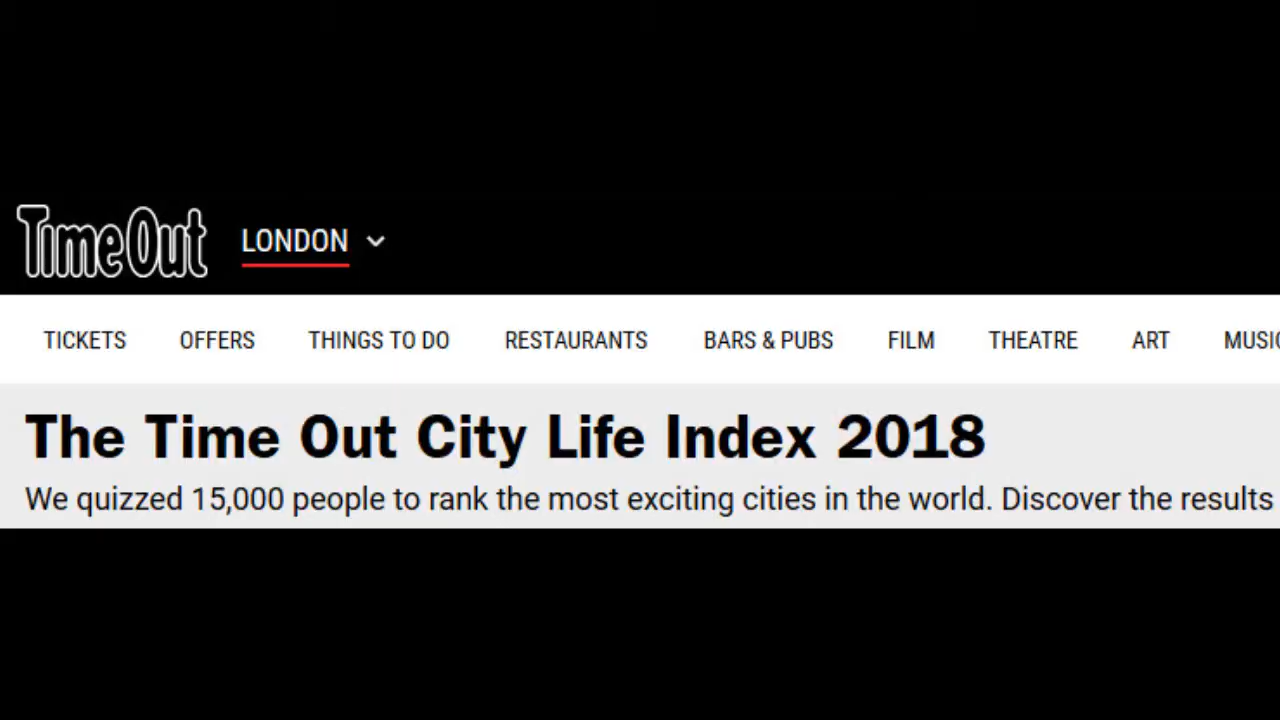 TimeOut LONDON
TICKETS OFFERS THINGS TO DO RESTAURANTS BARS & PUBS FILM THEATRE ART MUSIC
The Time Out City Life Index 2018
We quizzed 15,000 people to rank the most exciting cities in the world. Discover the results